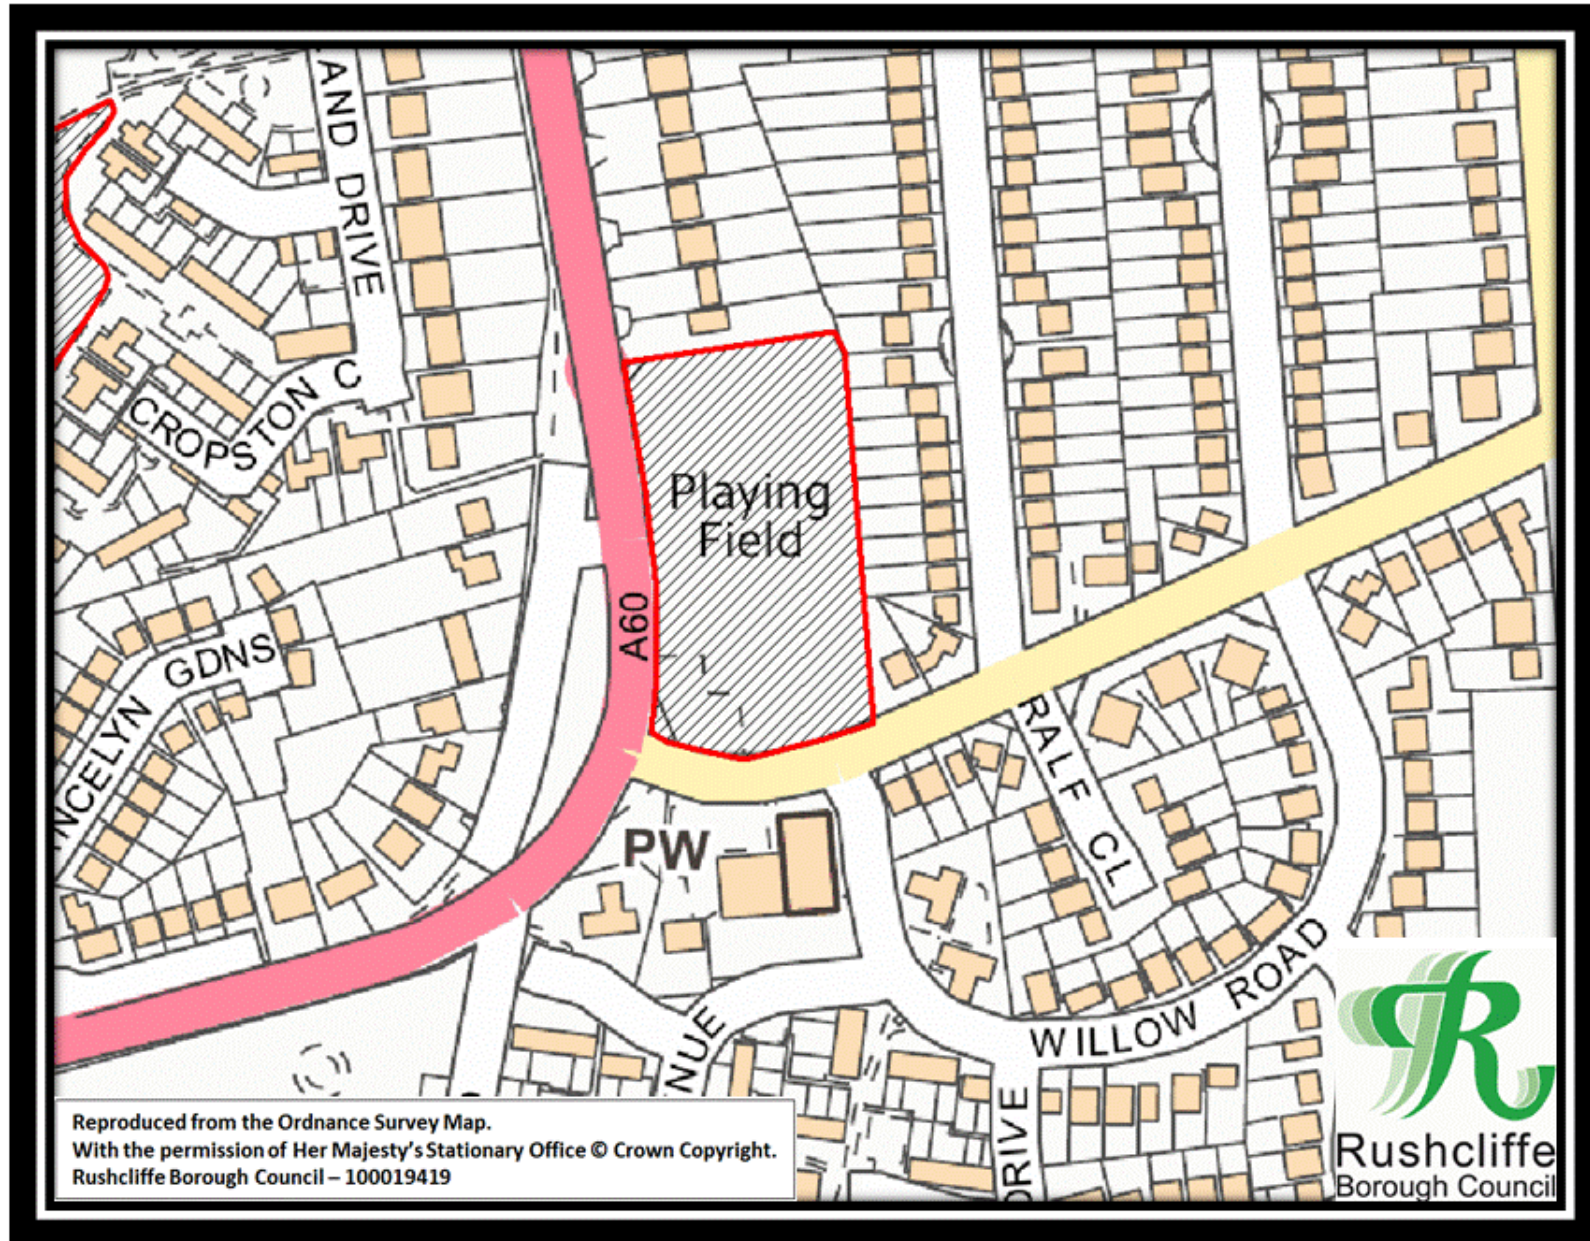 AND DRIVE
CROPSTON C
Playing
Field
A60
NCELYN GDNS
PW
RALF CL
WILLOW ROAD
NUE
DRIVE
Reproduced from the Ordnance Survey Map.
With the permission of Her Majesty's Stationary Office © Crown Copyright.
Rushcliffe Borough Council – 100019419
R
Rushcliffe
Borough Council